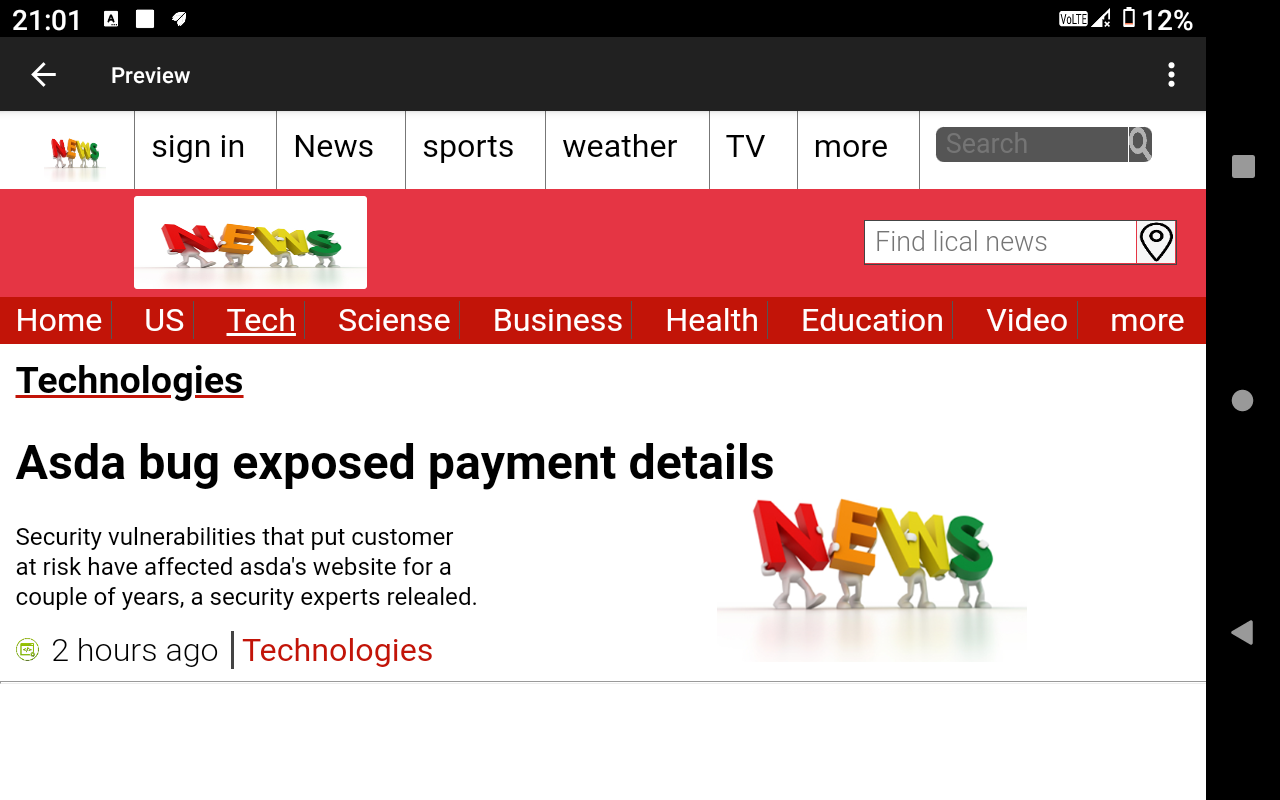 21:01 A VoLTE 12%
Preview
NEWS sign in News sports weather TV more Search
NEWS Find lical news
Home US Tech Sciense Business Health Education Video more
Technologies
Asda bug exposed payment details
NEWS
Security vulnerabilities that put customer
at risk have affected asda's website for a
couple of years, a security experts relealed.
2 hours ago Technologies